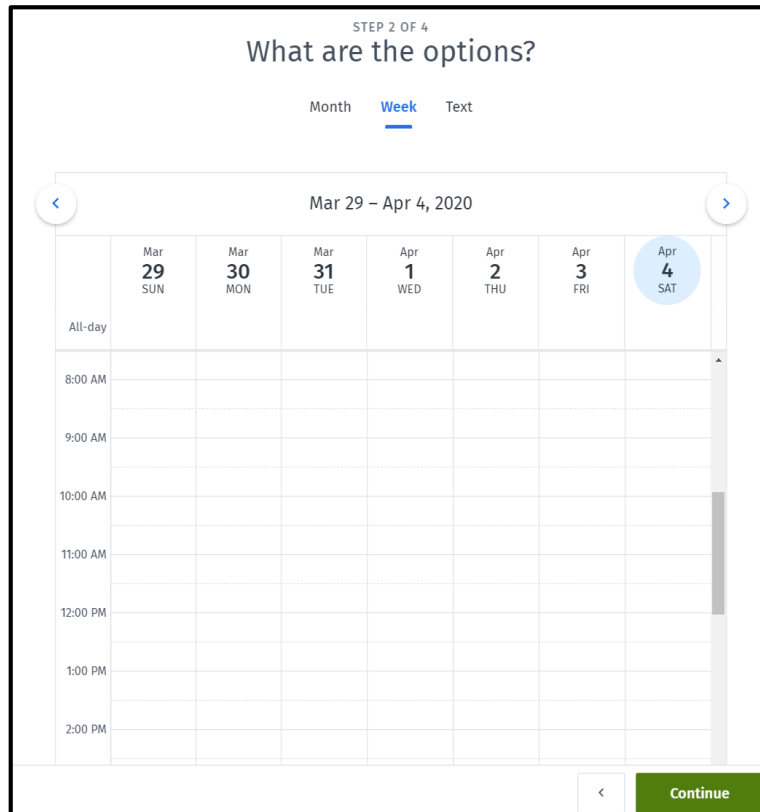 STEP 2 OF 4
What are the options?
Month Week Text
Mar 29 – Apr 4, 2020
Mar Mar Mar Apr Apr Apr Apr
29 30 31 1 2 3 4
SUN MON TUE WED THU FRI SAT
All-day
8:00 AM
9:00 AM
10:00 AM
11:00 AM
12:00 PM
1:00 PM
2:00 PM
Continue